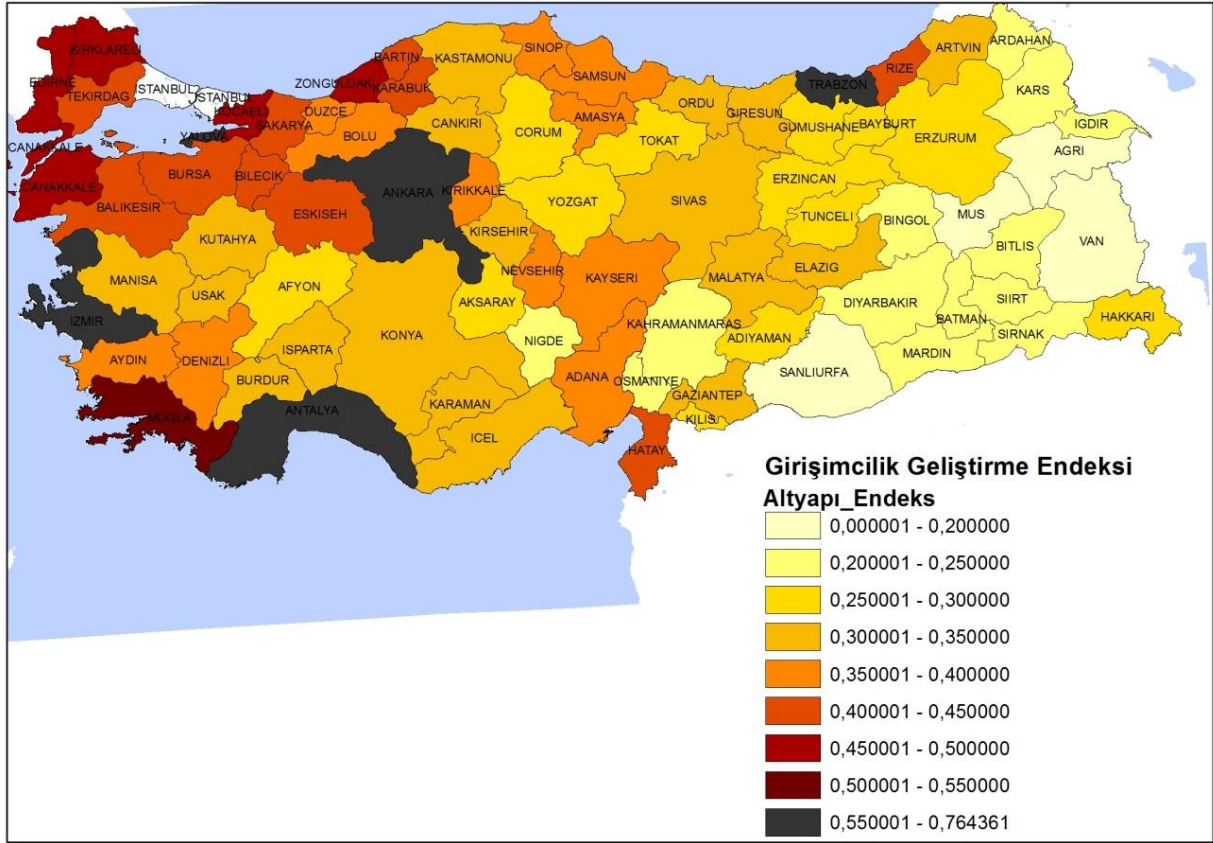 KIRKLARELI
EDIRNE
TEKIRDAG
ISTANBUL
ISTANBUL
KOCAELI
YALOVA
SAKARYA
DUZCE
ZONGULDAK
BARTIN
KARABUK
KASTAMONU
SINOP
SAMSUN
ORDU
GIRESUN
TRABZON
RIZE
ARTVIN
ARDAHAN
KARS
IGDIR
CANAKKALE
CANAKKALE
BALIKESIR
BURSA
BILECIK
BOLU
CANKIRI
CORUM
AMASYA
TOKAT
GUMUSHANE
BAYBURT
ERZURUM
AGRI
ESKISEH
ANKARA
KIRIKKALE
YOZGAT
SIVAS
ERZINCAN
TUNCELI
BINGOL
MUS
BITLIS
VAN
KUTAHYA
MANISA
USAK
AFYON
KIRSEHIR
NEVSEHIR
KAYSERI
MALATYA
ELAZIG
IZMIR
AKSARAY
DIYARBAKIR
BATMAN
SIIRT
SIRNAK
HAKKARI
AYDIN
DENIZLI
ISPARTA
KONYA
NIGDE
KAHRAMANMARAS
ADIYAMAN
SANLIURFA
MARDIN
MUGLA
BURDUR
ANTALYA
KARAMAN
ICEL
ADANA
OSMANIYE
GAZIANTEP
KILIS
HATAY
Girişimcilik Geliştirme Endeksi
Altyapı_Endeks
0,000001 - 0,200000
0,200001 - 0,250000
0,250001 - 0,300000
0,300001 - 0,350000
0,350001 - 0,400000
0,400001 - 0,450000
0,450001 - 0,500000
0,500001 - 0,550000
0,550001 - 0,764361